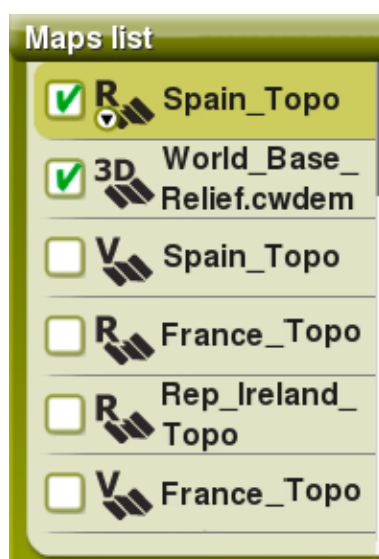 Maps list
R Spain_Topo
3D World_Base_
Relief.cwdem
V Spain_Topo
R France_Topo
R Rep_Ireland_
Topo
V France_Topo